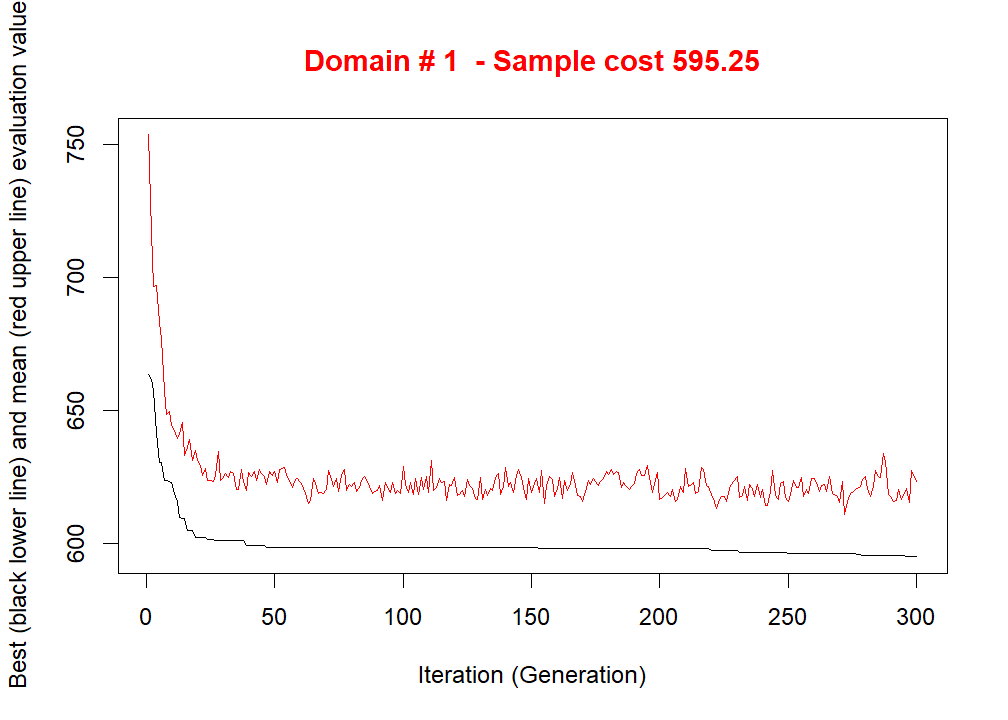 Domain # 1  - Sample cost 595.25
Best (black lower line) and mean (red upper line) evaluation value
750
700
650
600
0 50 100 150 200 250 300
Iteration (Generation)